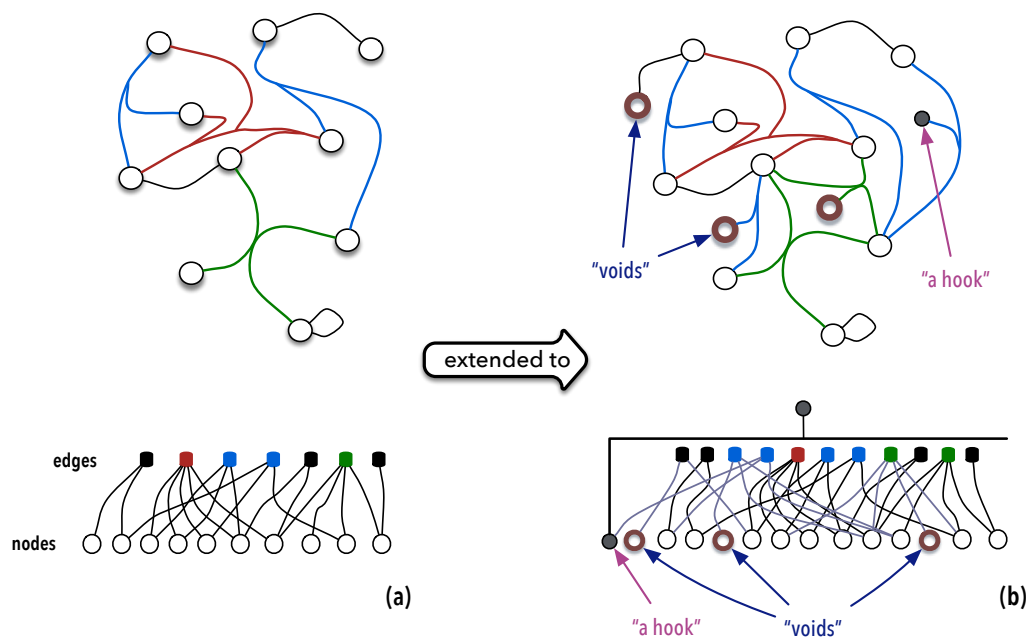 “voids”
“a hook”
extended to
edges
nodes
(a)
(b)
“a hook”
“voids”